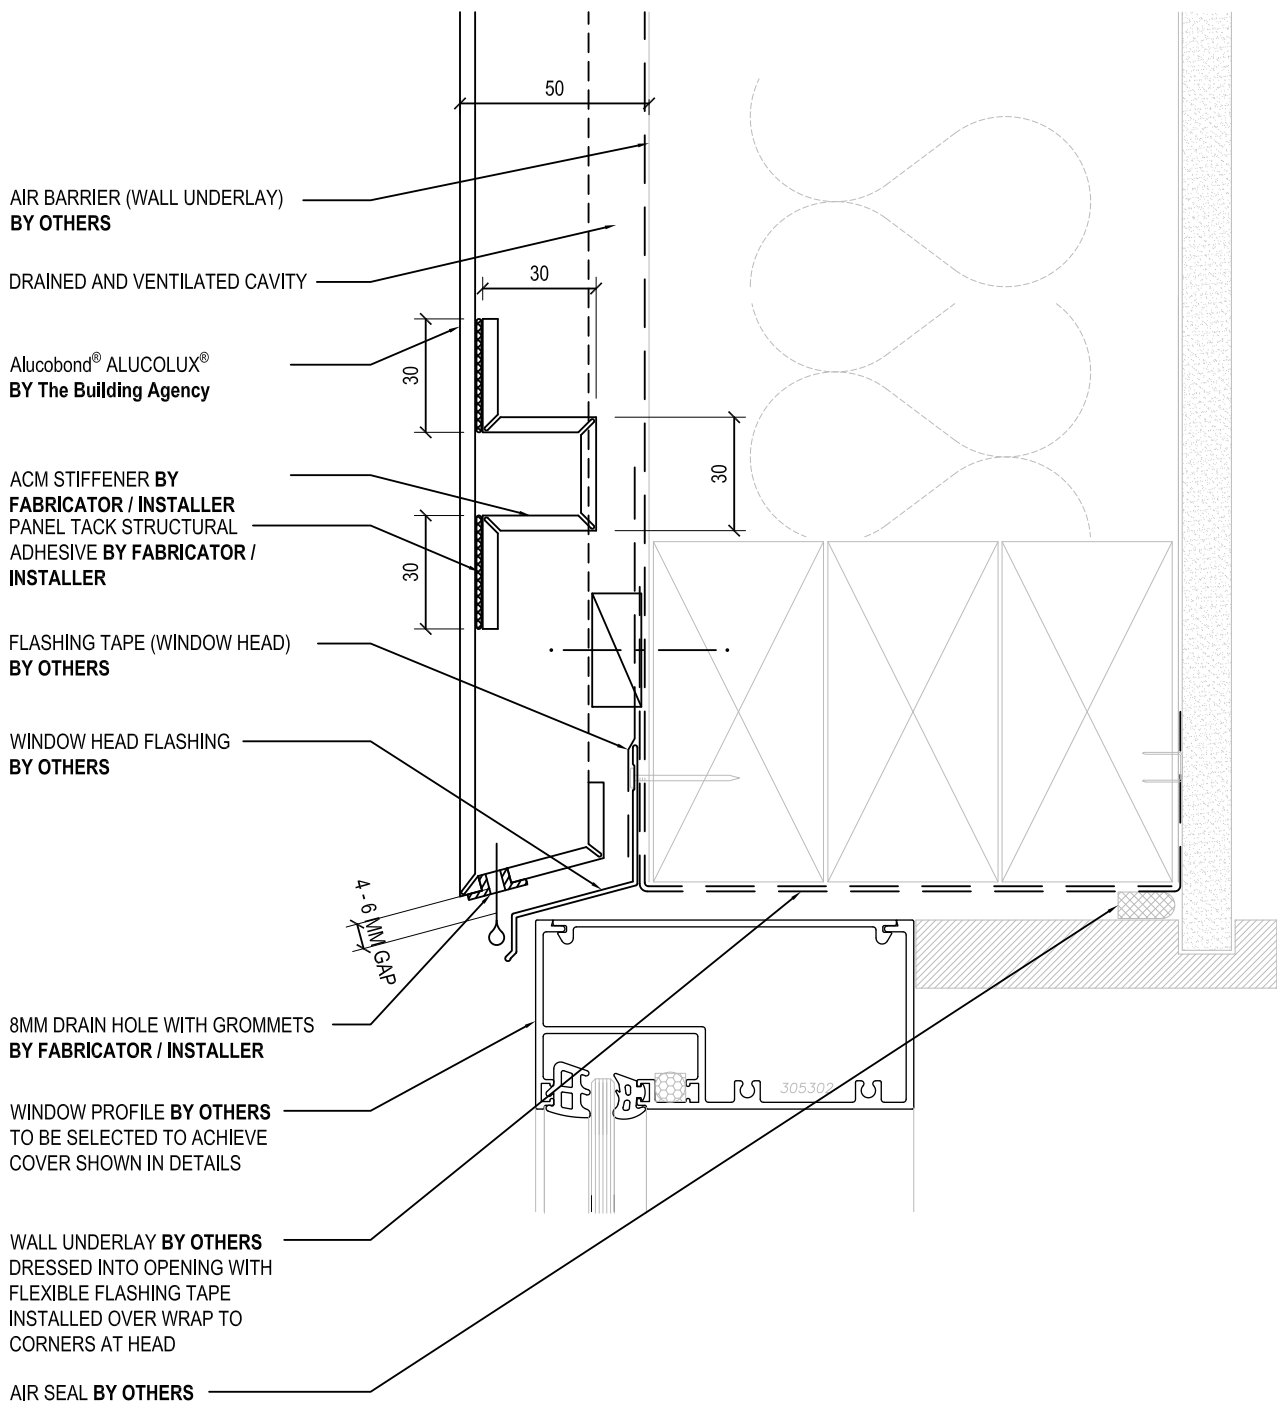 50
AIR BARRIER (WALL UNDERLAY)
BY OTHERS
DRAINED AND VENTILATED CAVITY
30
Alucobond® ALUCOLUX®
BY The Building Agency
30
ACM STIFFENER BY
FABRICATOR / INSTALLER
30
PANEL TACK STRUCTURAL
ADHESIVE BY FABRICATOR /
INSTALLER
30
FLASHING TAPE (WINDOW HEAD)
BY OTHERS
WINDOW HEAD FLASHING
BY OTHERS
4 - 6 MM GAP
8MM DRAIN HOLE WITH GROMMETS
BY FABRICATOR / INSTALLER
305302
WINDOW PROFILE BY OTHERS
TO BE SELECTED TO ACHIEVE
COVER SHOWN IN DETAILS
WALL UNDERLAY BY OTHERS
DRESSED INTO OPENING WITH
FLEXIBLE FLASHING TAPE
INSTALLED OVER WRAP TO
CORNERS AT HEAD
AIR SEAL BY OTHERS